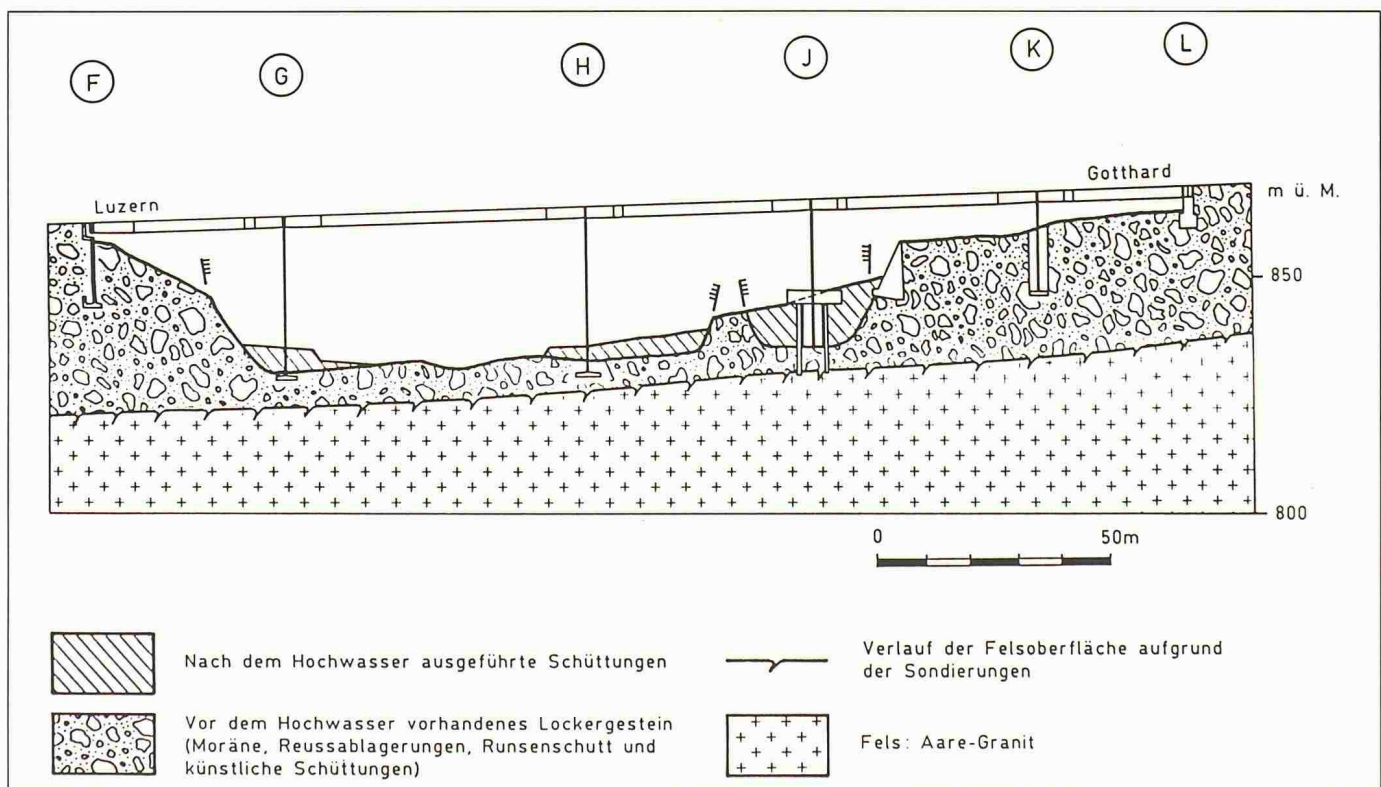 F G H J K L
Luzern
Gotthard
m ü. M.
850
800
0 50m
Nach dem Hochwasser ausgeführte Schüttungen
Vor dem Hochwasser vorhandenes Lockergestein
(Moräne, Reussablagerungen, Runsenschutt und
künstliche Schüttungen)
Verlauf der Felsoberfläche aufgrund
der Sondierungen
Fels: Aare-Granit